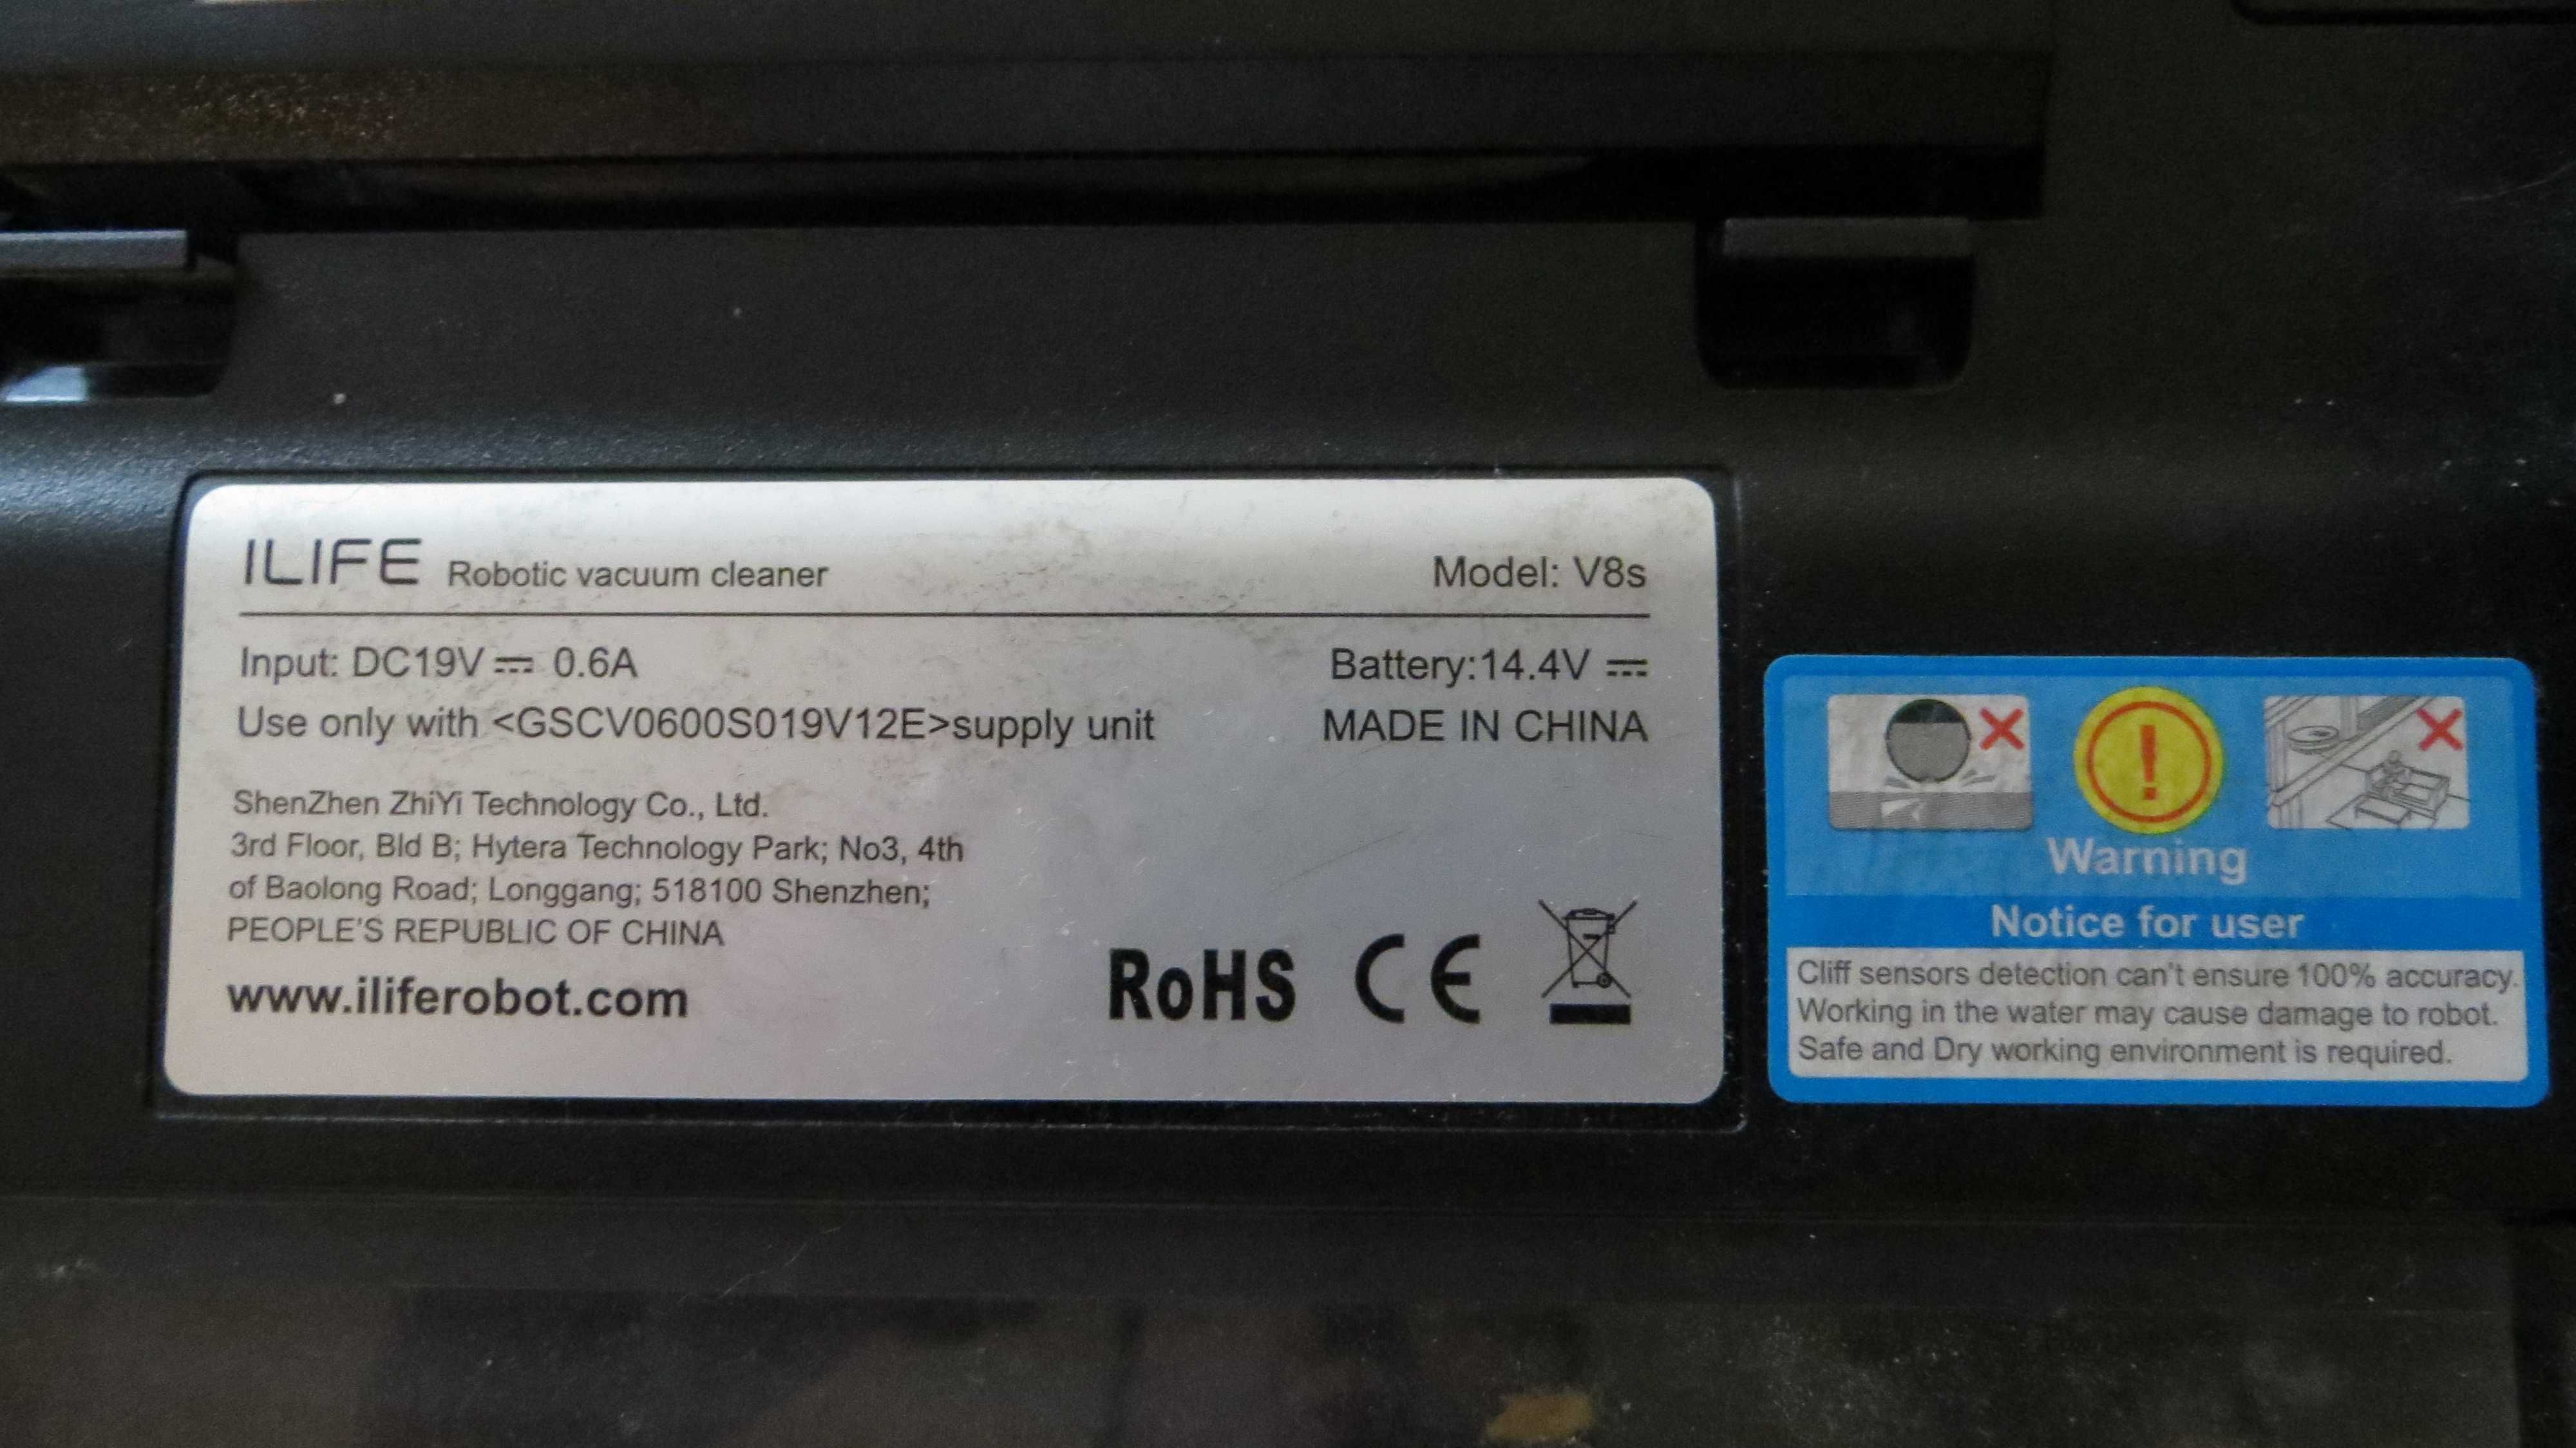 ILIFE Robotic vacuum cleaner Model: V8s
Input: DC19V 0.6A Battery:14.4V
Use only with <GSCV0600S019V12E>supply unit MADE IN CHINA
ShenZhen ZhiYi Technology Co., Ltd.
3rd Floor, Bld B; Hytera Technology Park; No3, 4th
of Baolong Road; Longgang; 518100 Shenzhen;
PEOPLE'S REPUBLIC OF CHINA
www.iliferobot.com
RoHS CE
Warning
Notice for user
Cliff sensors detection can't ensure 100% accuracy.
Working in the water may cause damage to robot.
Safe and Dry working environment is required.